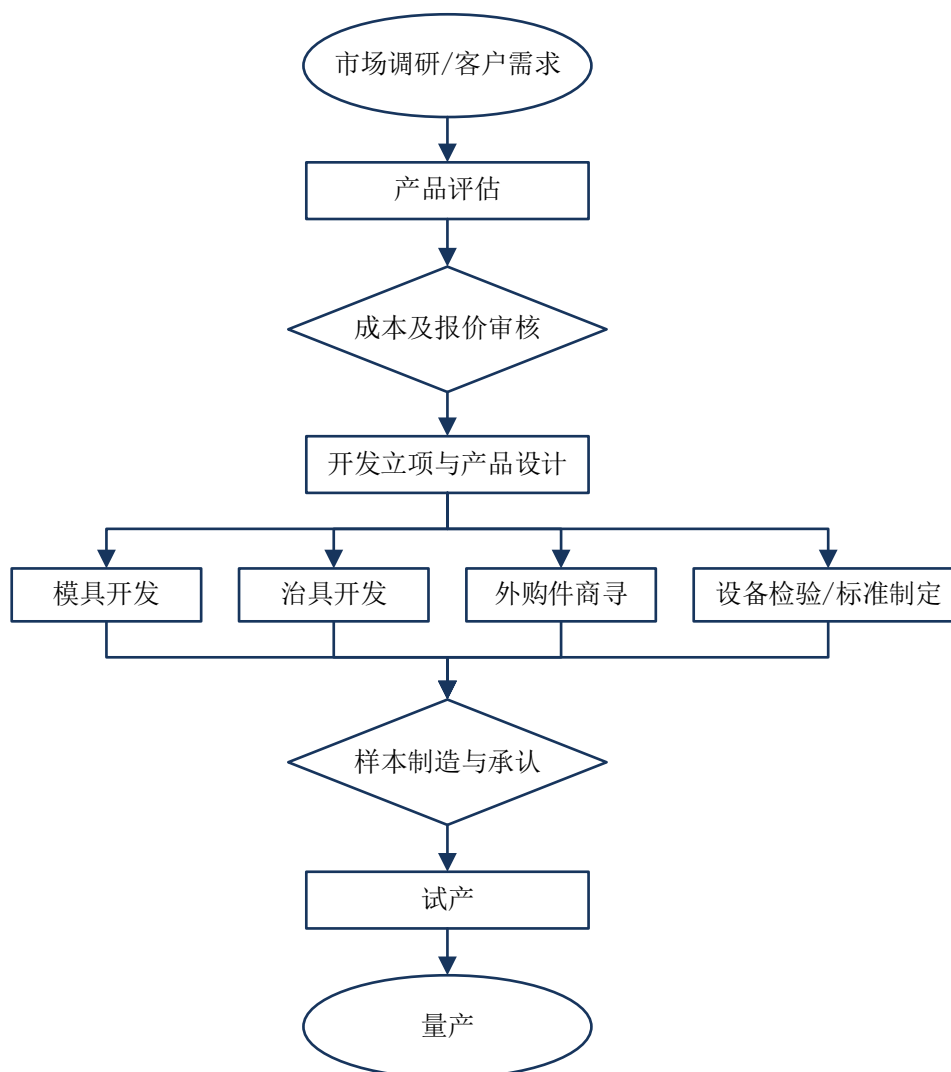 市场调研/客户需求
产品评估
成本及报价审核
开发立项与产品设计
模具开发
治具开发
外购件商寻
设备检验/标准制定
样本制造与承认
试产
量产